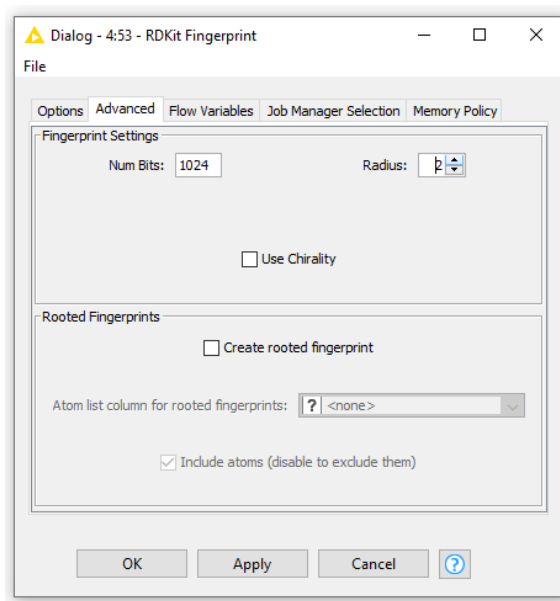 Dialog - 4:53 - RDKit Fingerprint
File
Options Advanced Flow Variables Job Manager Selection Memory Policy
Fingerprint Settings
Num Bits: 1024 Radius: 2
Use Chirality
Rooted Fingerprints
Create rooted fingerprint
Atom list column for rooted fingerprints: ? <none>
Include atoms (disable to exclude them)
OK Apply Cancel ?